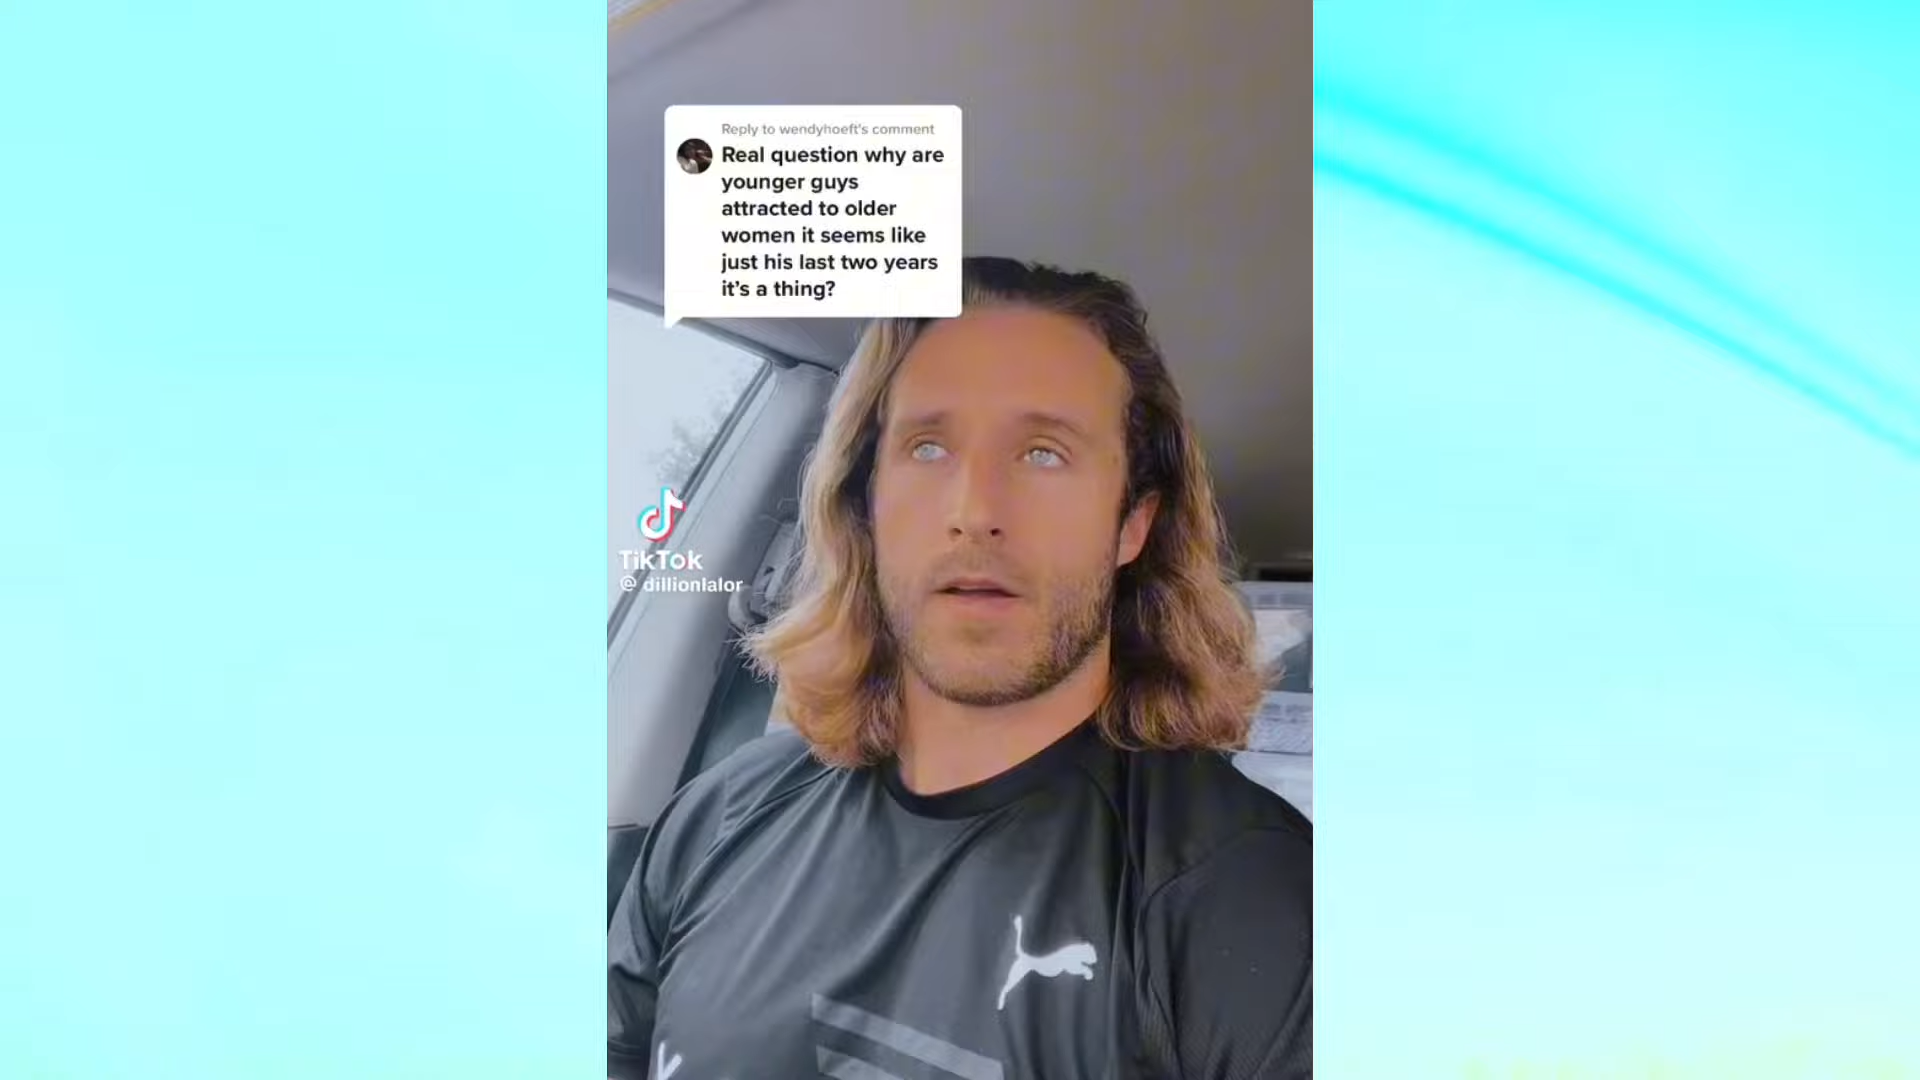 Reply to wendyhoeft's comment
Real question why are
younger guys
attracted to older
women it seems like
just his last two years
it's a thing?
TikTok
@ dillionlalor